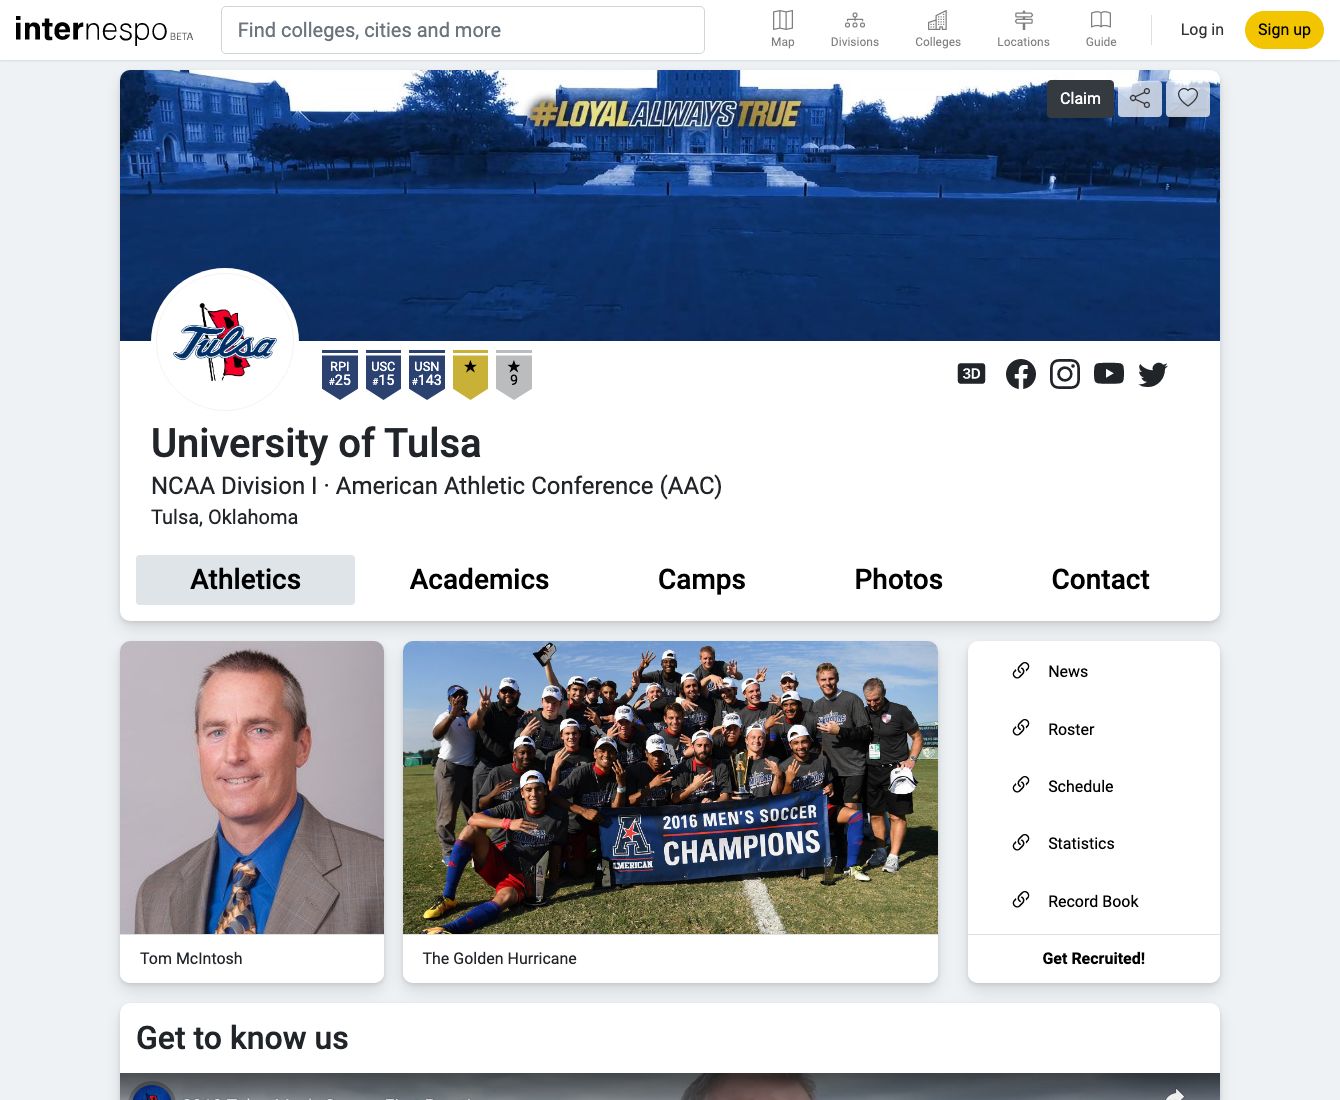 internespo BETA
Find colleges, cities and more
Map
Divisions
Colleges
Locations
Guide
Log in
Sign up
#LOYALALWAYSTRUE
Claim
Tulsa
RPI
#25
USC
#15
USN
#143
9
3D
University of Tulsa
NCAA Division I · American Athletic Conference (AAC)
Tulsa, Oklahoma
Athletics
Academics
Camps
Photos
Contact
2016 MEN'S SOCCER
CHAMPIONS
AMERICAN
Tom McIntosh
The Golden Hurricane
News
Roster
Schedule
Statistics
Record Book
Get Recruited!
Get to know us